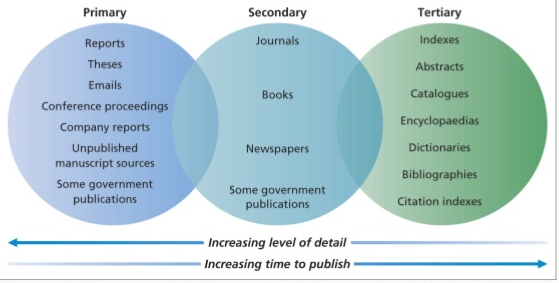 Primary
Secondary
Tertiary
Reports
Theses
Emails
Conference proceedings
Company reports
Unpublished
manuscript sources
Some government
publications
Journals
Books
Newspapers
Some government
publications
Indexes
Abstracts
Catalogues
Encyclopaedias
Dictionaries
Bibliographies
Citation indexes
Increasing level of detail
Increasing time to publish